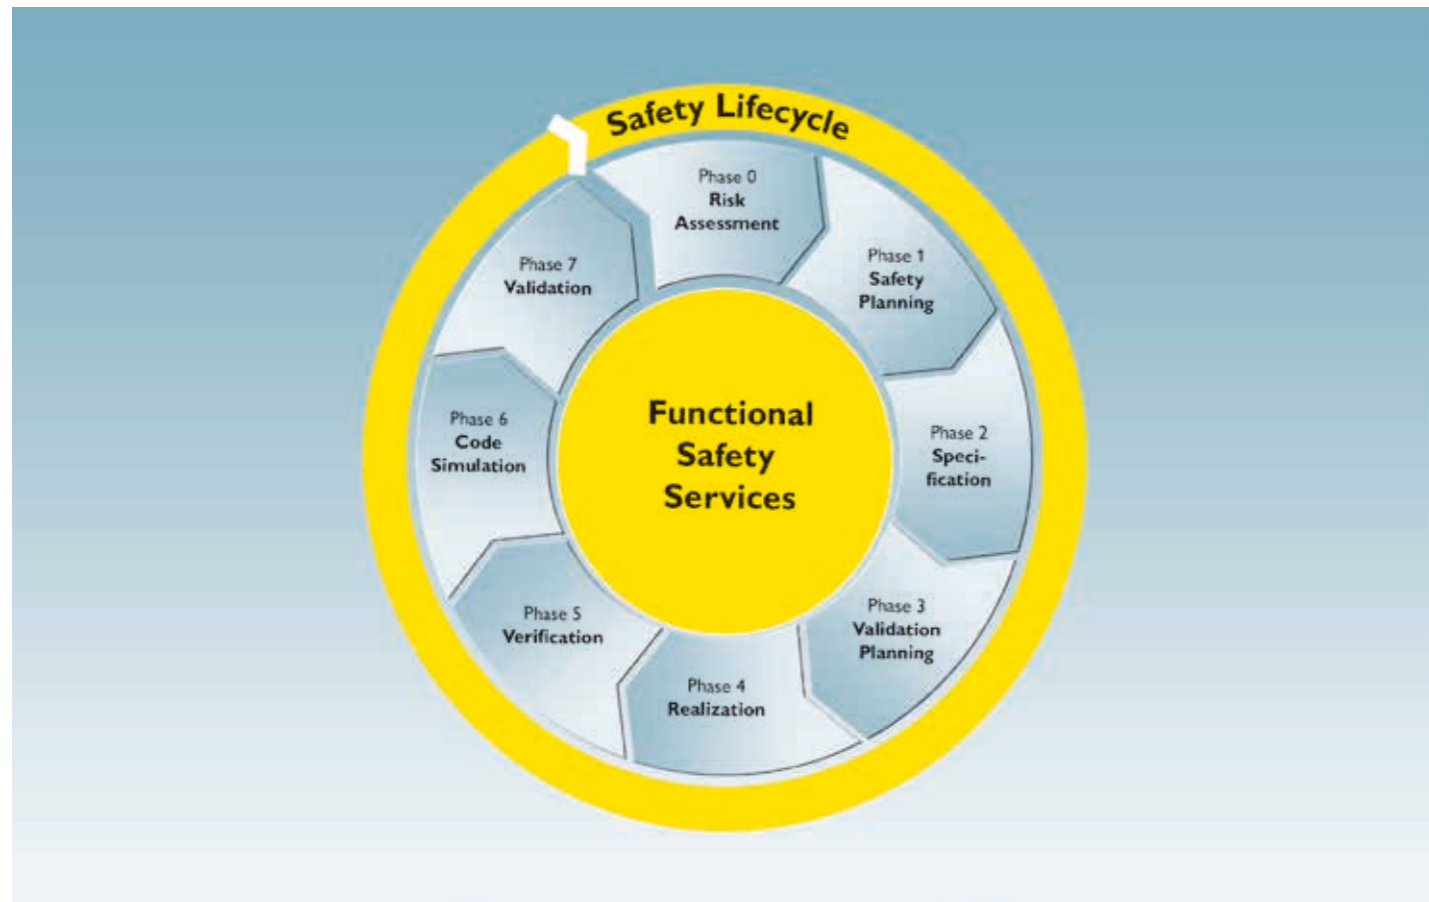 Safety Lifecycle
Phase 0
Risk
Assessment
Phase 1
Safety
Planning
Phase 2
Speci-
fication
Phase 3
Validation
Planning
Phase 4
Realization
Phase 5
Verification
Phase 6
Code
Simulation
Phase 7
Validation
Functional
Safety
Services